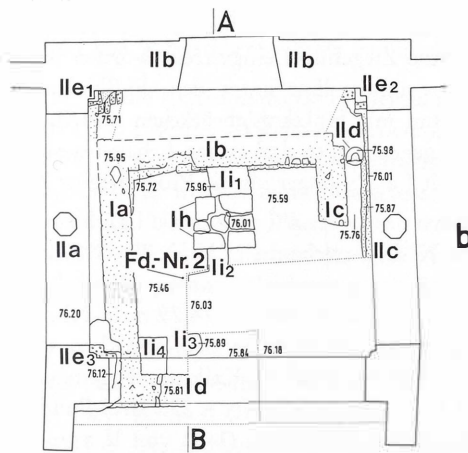 A
IIb IIb
IIe1 IIe2
75.71
IId
Ib
75.95 75.98
75.72 75.96 Ii1 76.01
75.59
Ia Ih Ic 75.87
76.01 75.76
IIa IIc b
Ii2
Fd.-Nr.2
75.46
76.20 76.03
Ii3 75.89
IIe3 Ii4 75.84 76.18
76.12
75.81 Id
B